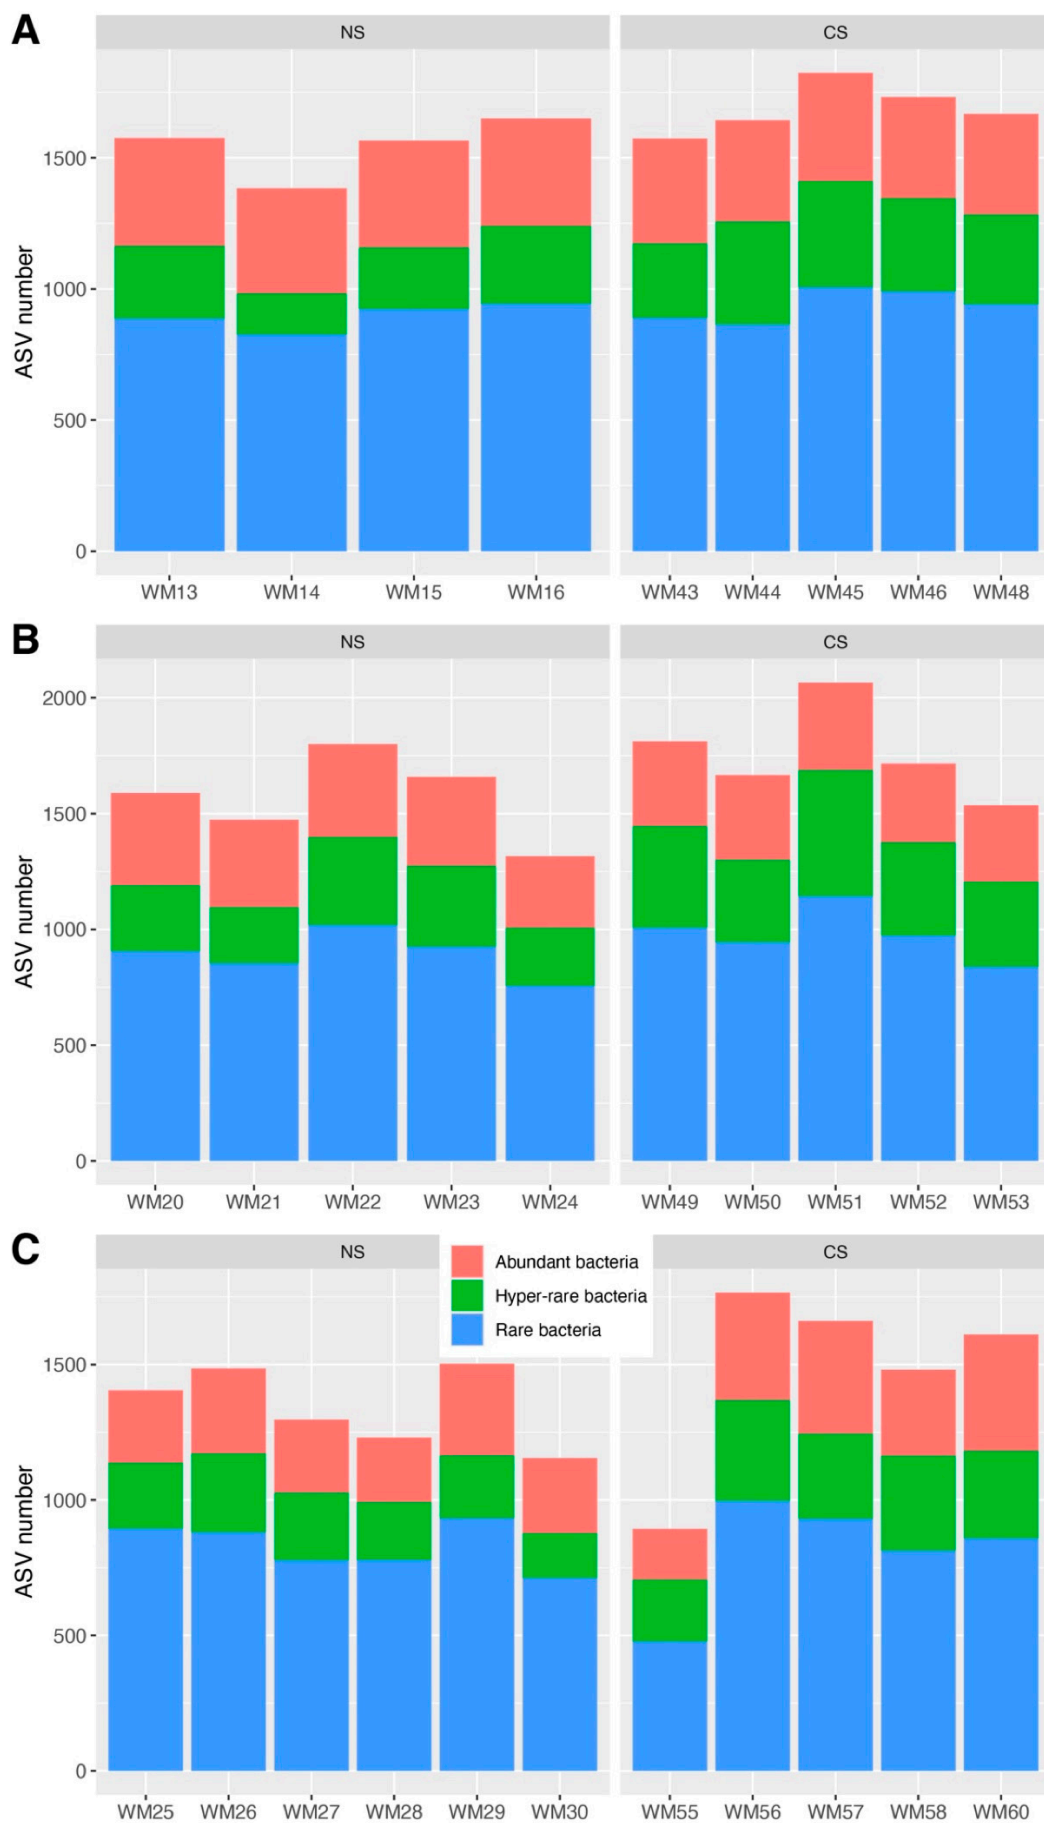 A
NS
CS
ASV number
1500
1000
500
0
WM13 WM14 WM15 WM16 WM43 WM44 WM45 WM46 WM48
B
NS
CS
ASV number
2000
1500
1000
500
0
WM20 WM21 WM22 WM23 WM24 WM49 WM50 WM51 WM52 WM53
C
NS
CS
Abundant bacteria
Hyper-rare bacteria
Rare bacteria
ASV number
1500
1000
500
0
WM25 WM26 WM27 WM28 WM29 WM30 WM55 WM56 WM57 WM58 WM60